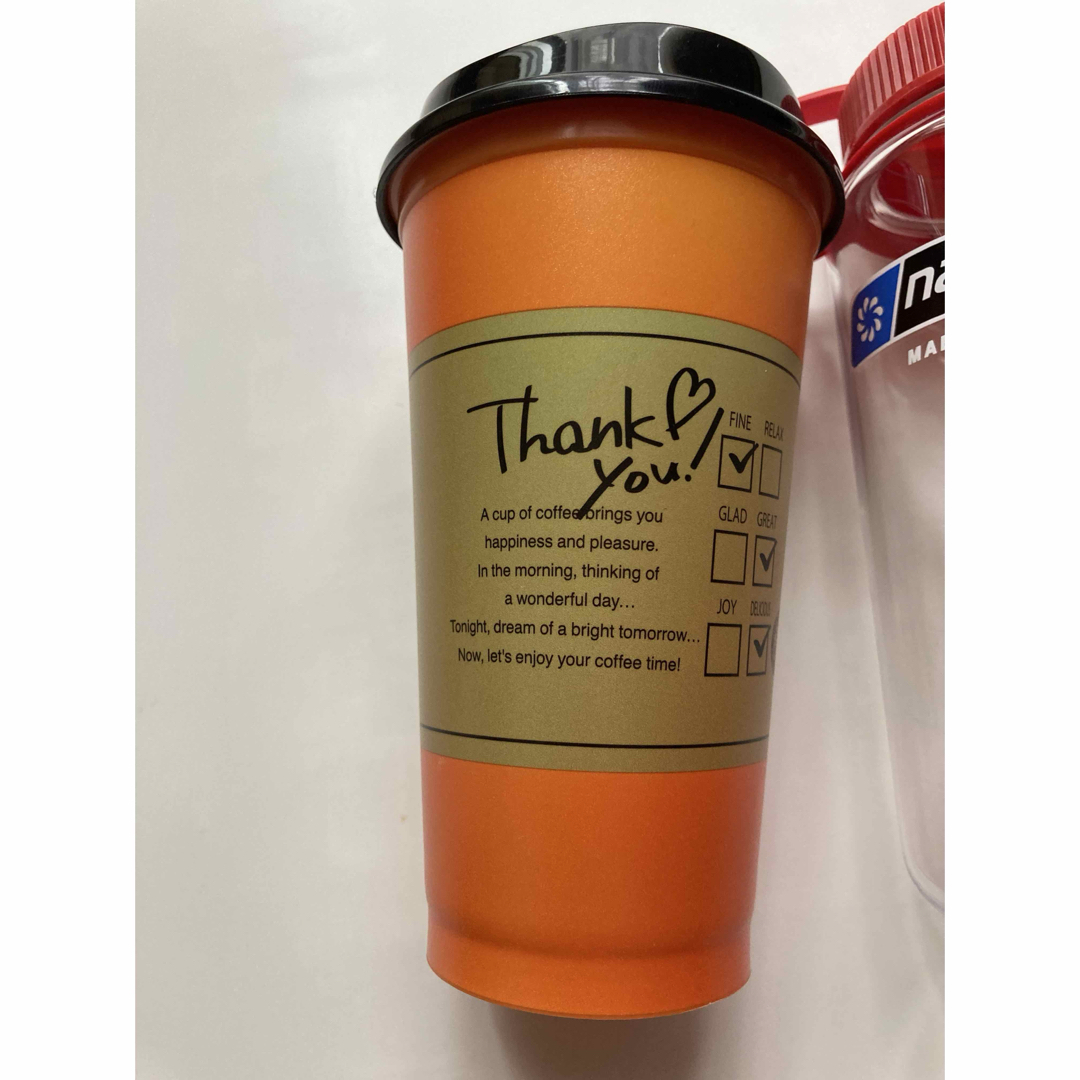 Thank
you!
FINE RELAX
GLAD GREAT
JOY DELICIOUS
A cup of coffee brings you
happiness and pleasure.
In the morning, thinking of
a wonderful day...
Tonight, dream of a bright tomorrow...
Now, let's enjoy your coffee time!
na
MA